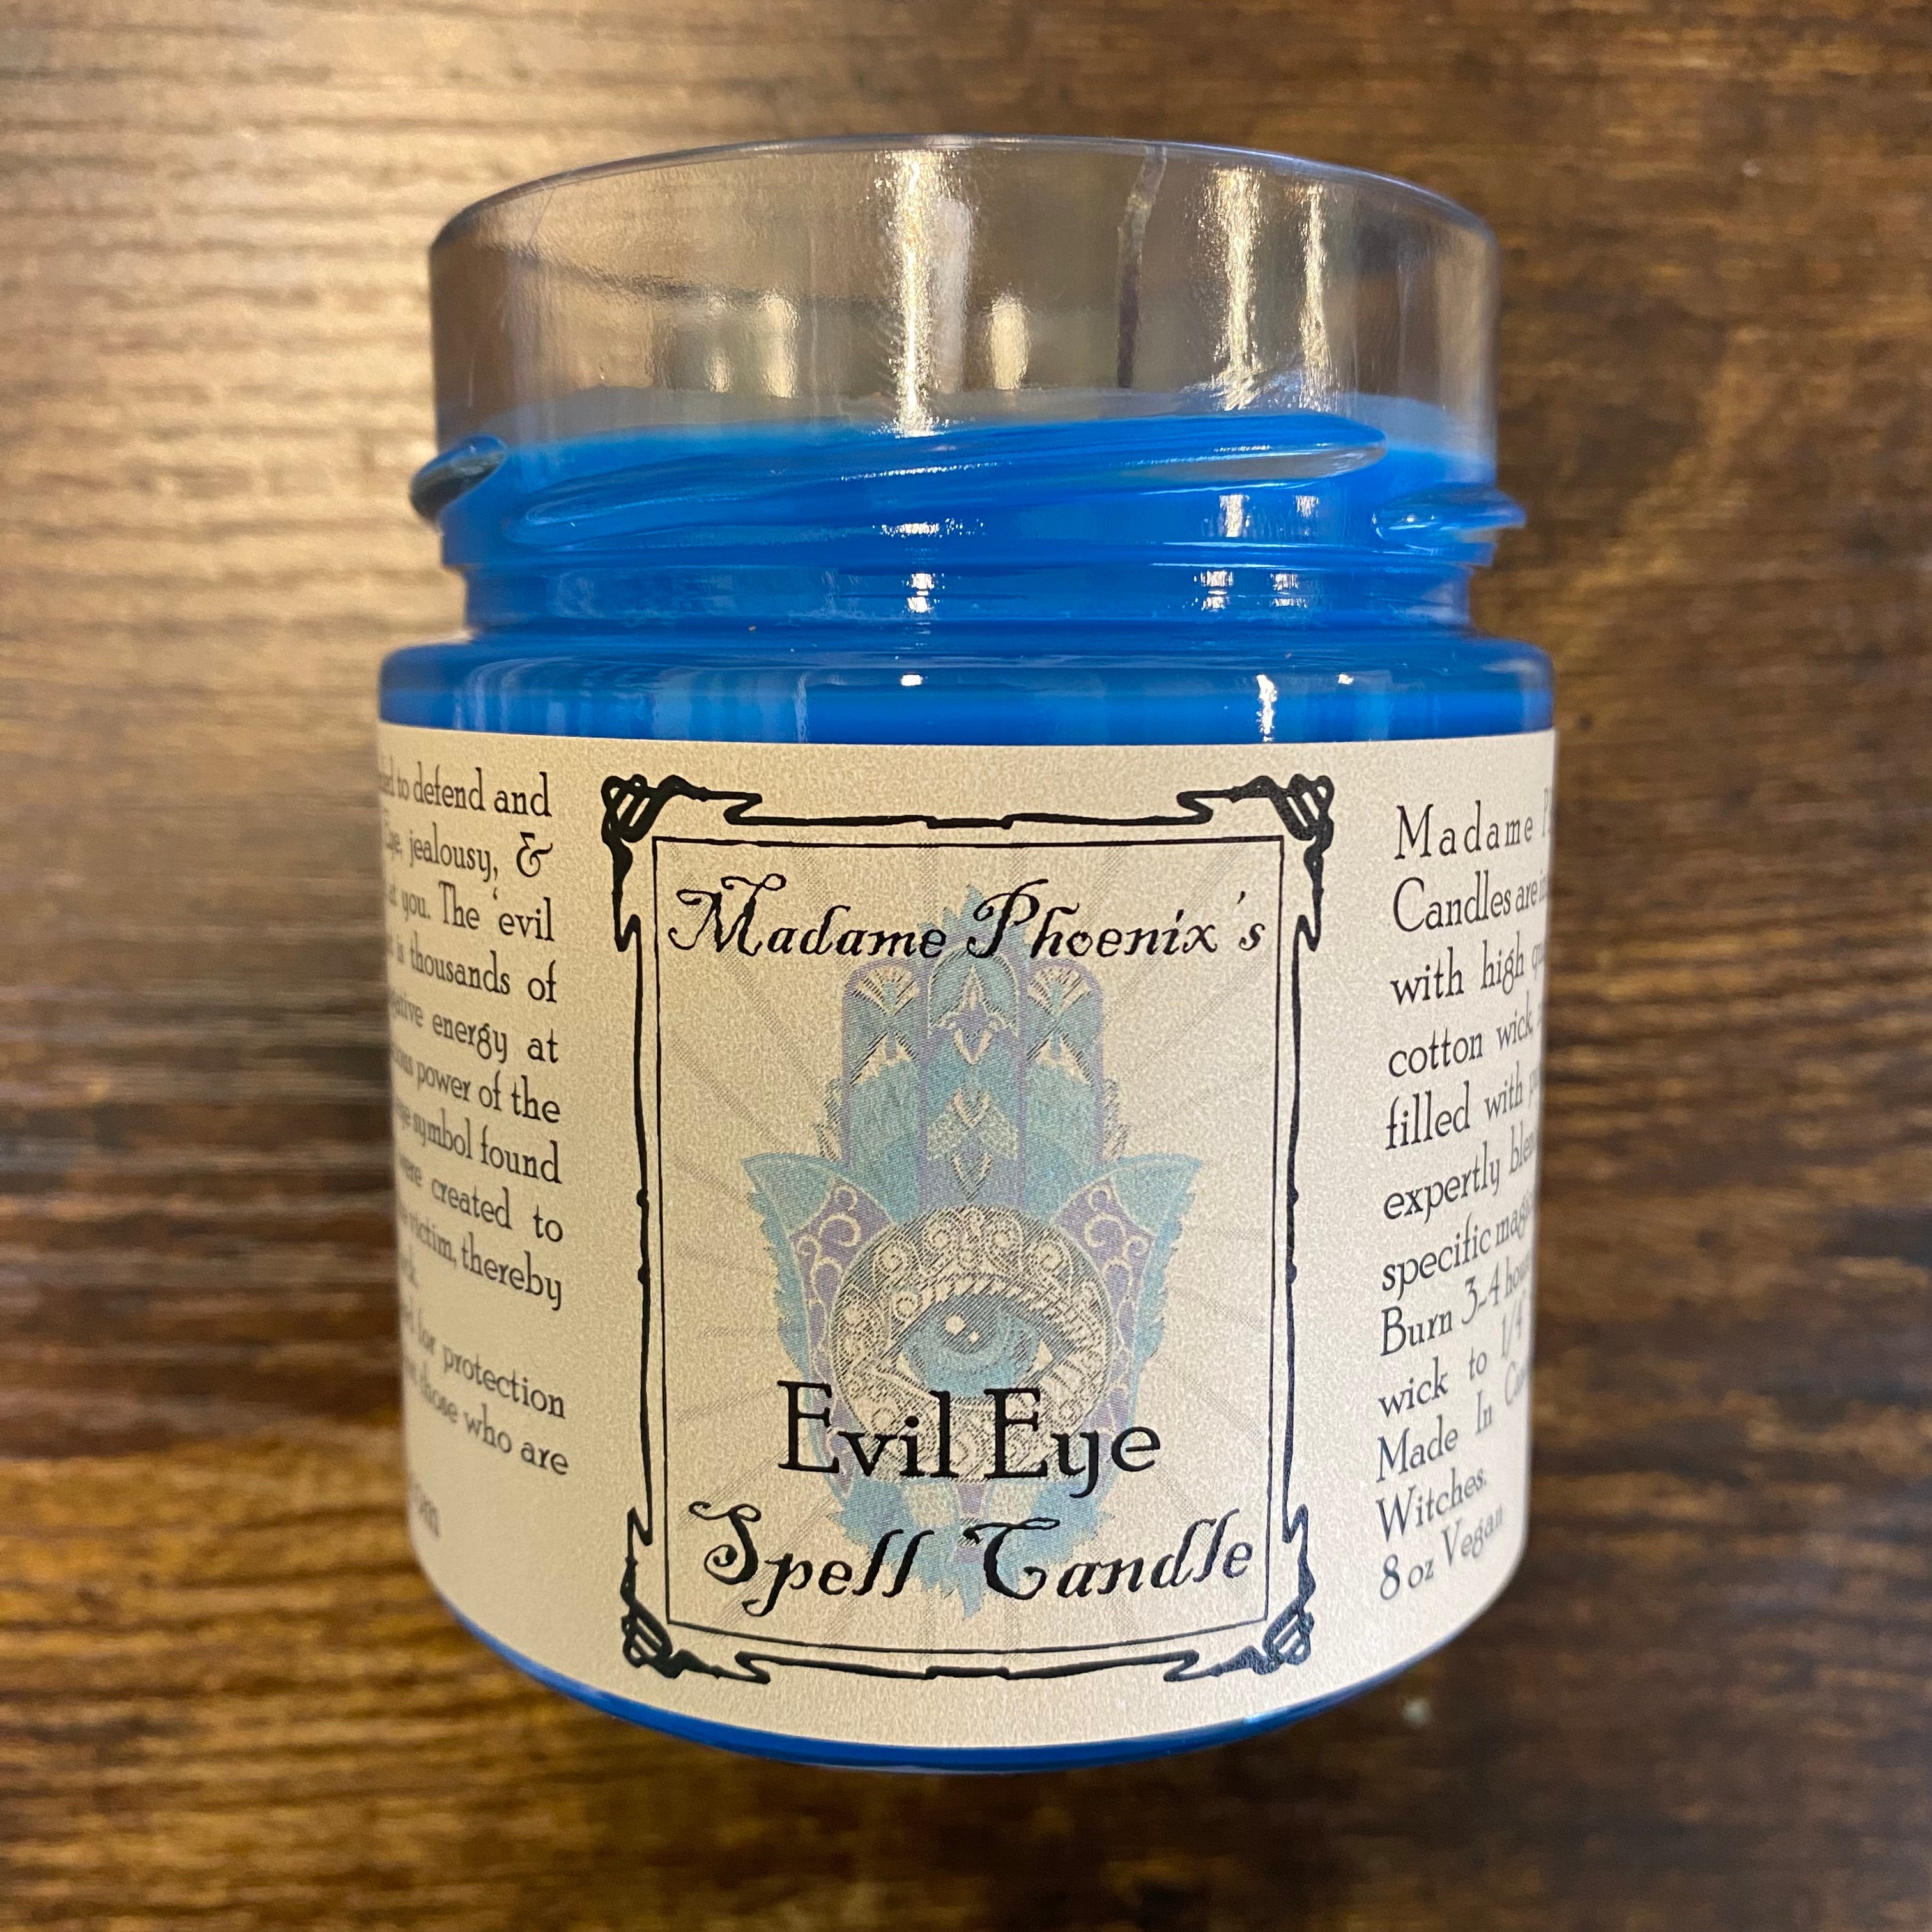 to defend and
Eye, jealousy, &
at you. The 'evil
is thousands of
energy at
power of the
symbol found
were created to
victim, thereby
for protection
those who are
Madame Phoenix's
Evil Eye
Spell Candle
Madame
Candles are
with high
cotton wick
filled with
expertly
specific
Burn 3-4
wick to 1/4
Made In
Witches.
8 oz Vegan